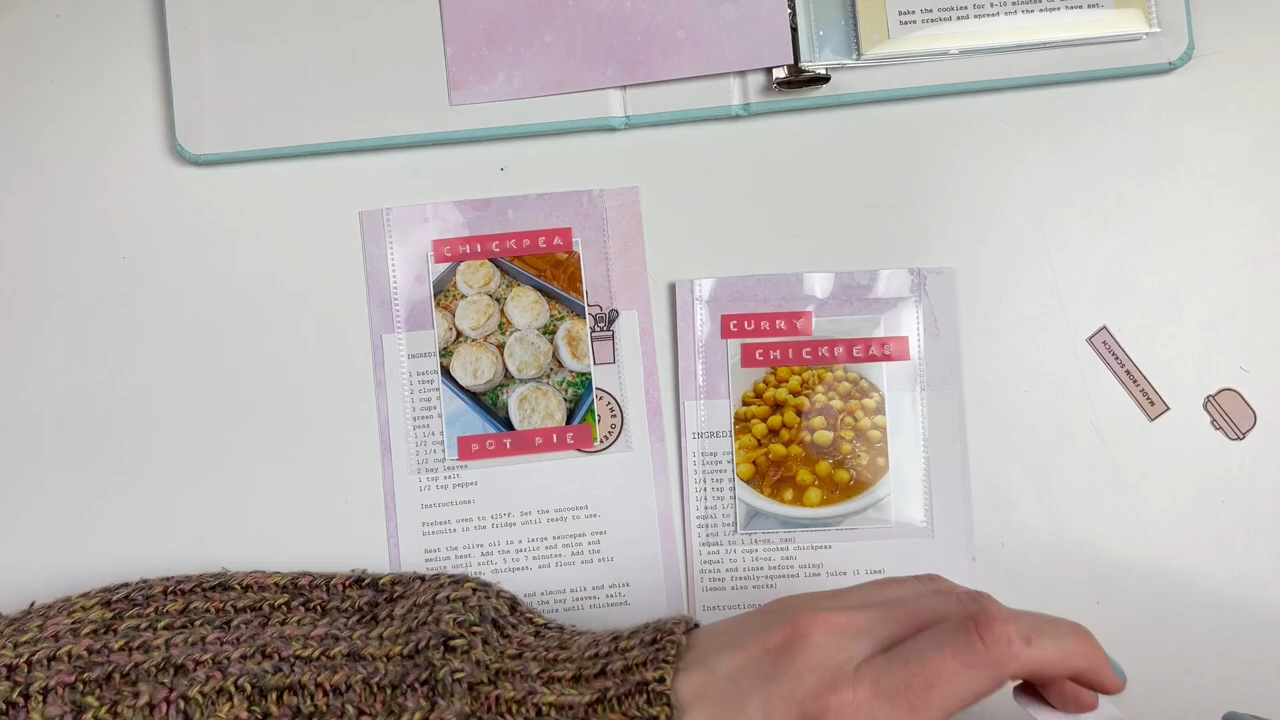 Bake the cookies for 8-10 minutes or
have cracked and spread and the edges have set.
CHICKPEA
POT PIE
INGREDI
1 batch
1 tbsp
2 clove
1 cup
3 cups
green
peas
1 1/4
1/2 cup
2 1/4
1/2 cup
2 bay leaves
1 tsp salt
1/2 tsp pepper
Instructions:
Preheat oven to 425°F. Set the uncooked
biscuits in the fridge until ready to use.
Heat the olive oil in a large saucepan over
medium heat. Add the garlic and onion and
saute until soft, 5 to 7 minutes. Add the
chickpeas, and flour and stir
and almond milk and whisk
the bay leaves, salt,
until thickened,
OF THE OVEN
CURRY
CHICKPEAS
INGREDI
1 tbsp
1 large
3 cloves
1/4 tsp
1/4 tsp
1 and 1/2
equal to
drain
1 and 1/2
(equal to 1 14-oz. can)
1 and 3/4 cups cooked chickpeas
(equal to 1 16-oz. can;
drain and rinse before using)
2 tbsp freshly-squeezed lime juice (1 lime)
(lemon also works)
Instructions
MADE FROM SCRATCH